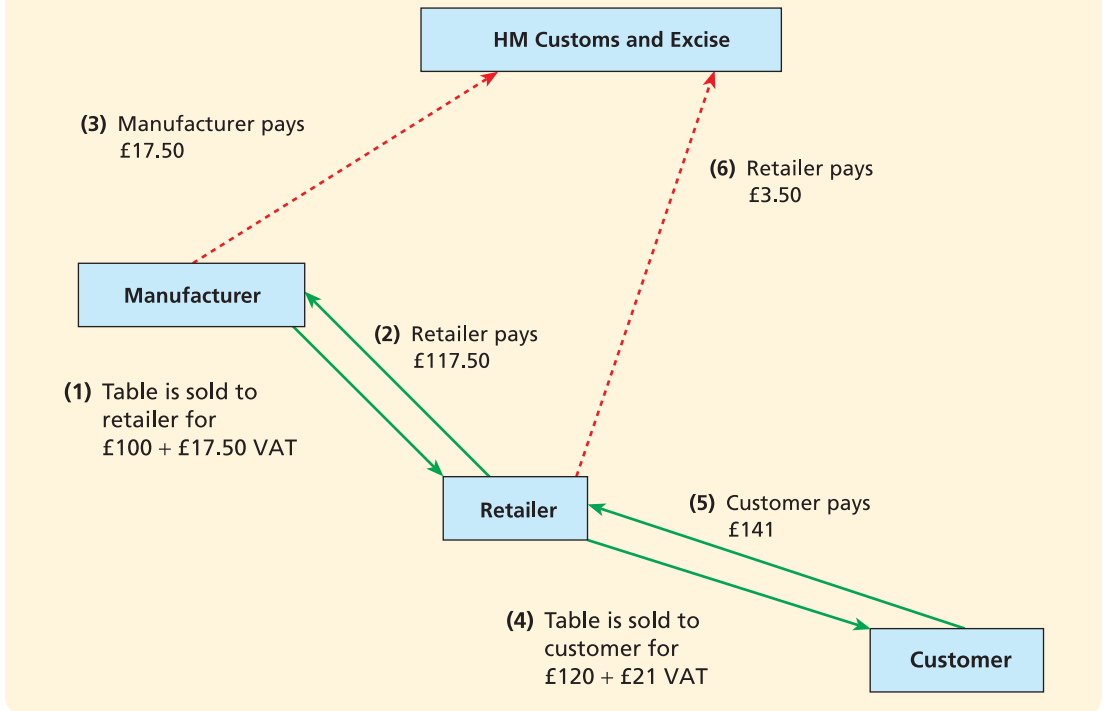 HM Customs and Excise
(3) Manufacturer pays
£17.50
(6) Retailer pays
£3.50
Manufacturer
(2) Retailer pays
£117.50
(1) Table is sold to
retailer for
£100 + £17.50 VAT
Retailer
(5) Customer pays
£141
(4) Table is sold to
customer for
£120 + £21 VAT
Customer